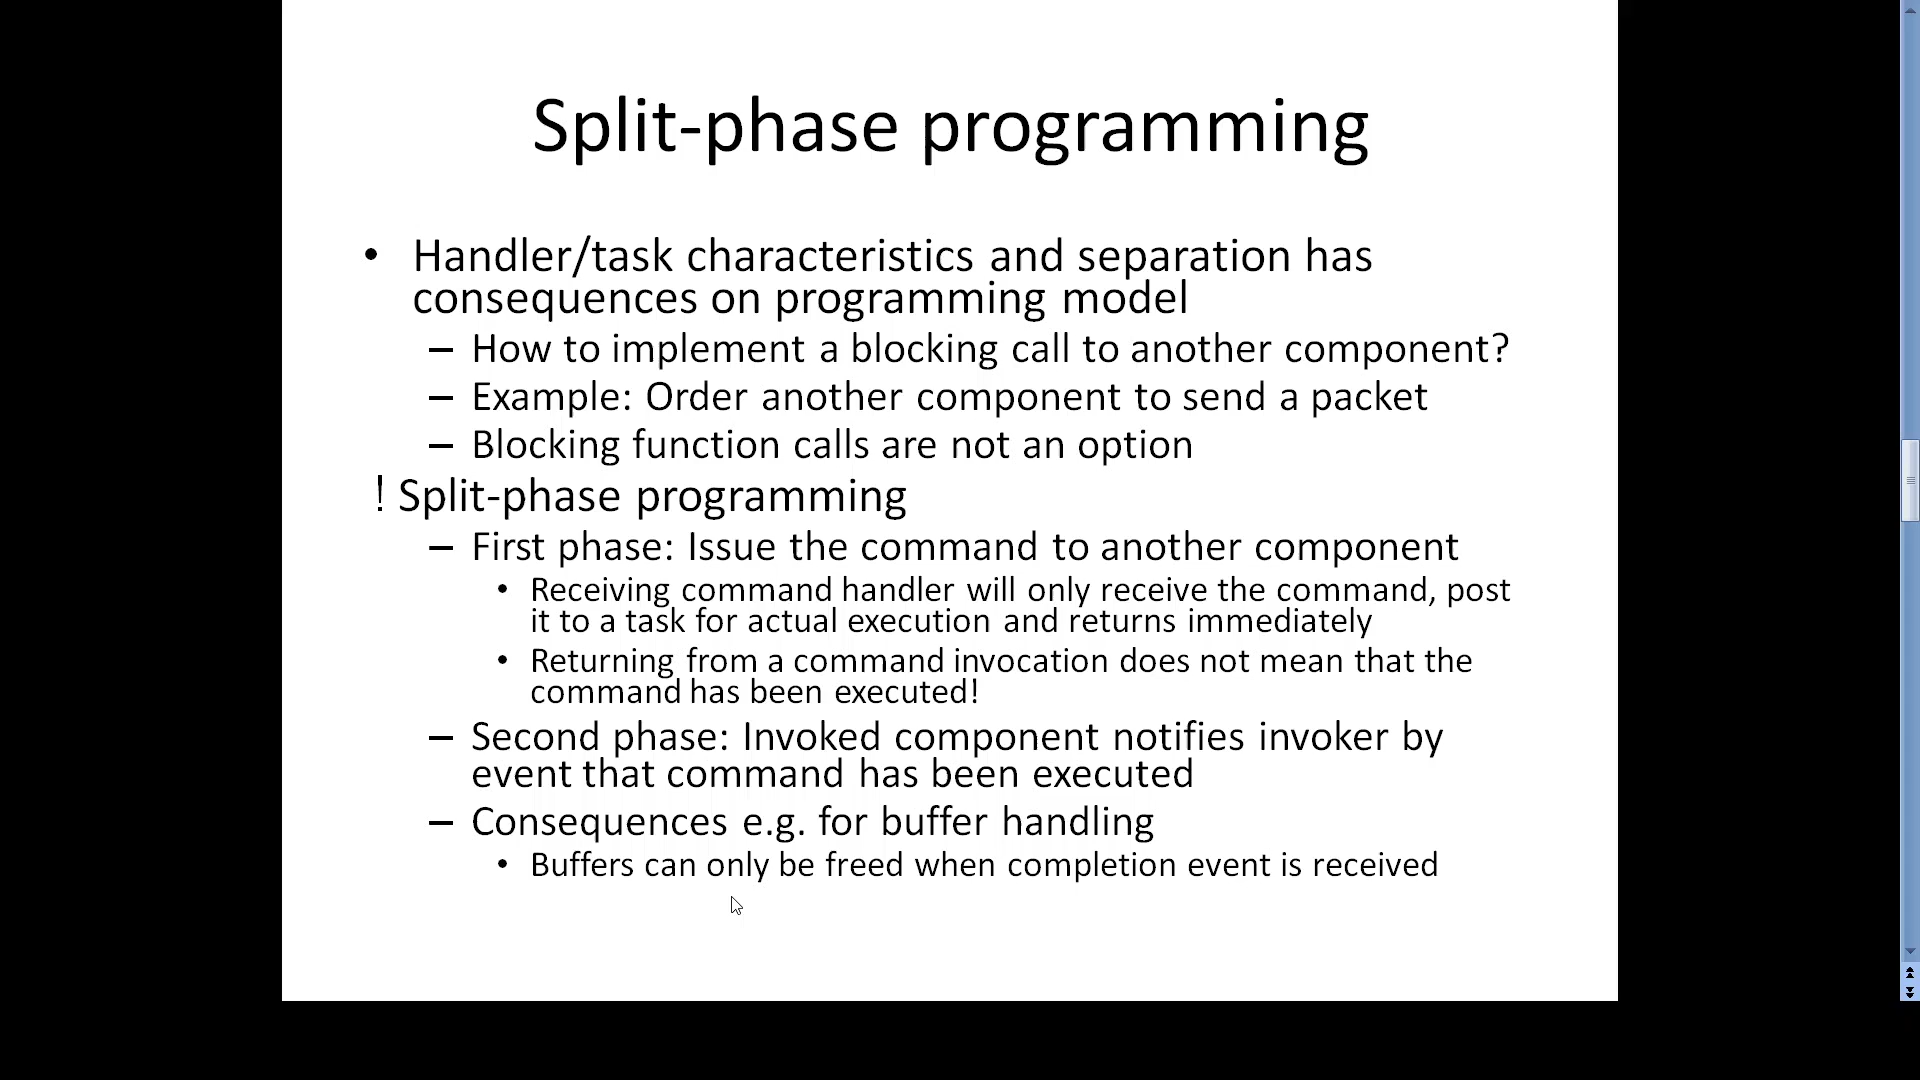 Split-phase programming
• Handler/task characteristics and separation has
consequences on programming model
– How to implement a blocking call to another component?
– Example: Order another component to send a packet
– Blocking function calls are not an option
! Split-phase programming
– First phase: Issue the command to another component
• Receiving command handler will only receive the command, post
it to a task for actual execution and returns immediately
• Returning from a command invocation does not mean that the
command has been executed!
– Second phase: Invoked component notifies invoker by
event that command has been executed
– Consequences e.g. for buffer handling
• Buffers can only be freed when completion event is received